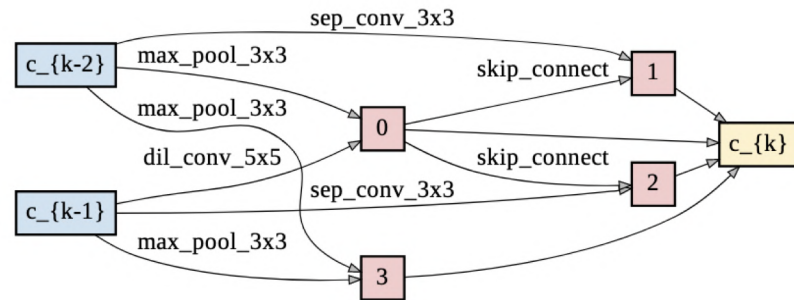 sep_conv_3x3
c_{k-2}
max_pool_3x3
skip_connect
1
max_pool_3x3
0
c_{k}
dil_conv_5x5
skip_connect
2
sep_conv_3x3
c_{k-1}
max_pool_3x3
3